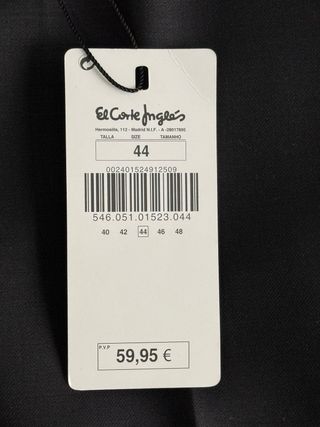 El Corte Inglés
Hermosilla, 112 - Madrid N.I.F. - A -28017895
TALLA SIZE TAMANHO
44
002401524912509
546.051.01523.044
40 42 44 46 48
P.V.P
59,95 €